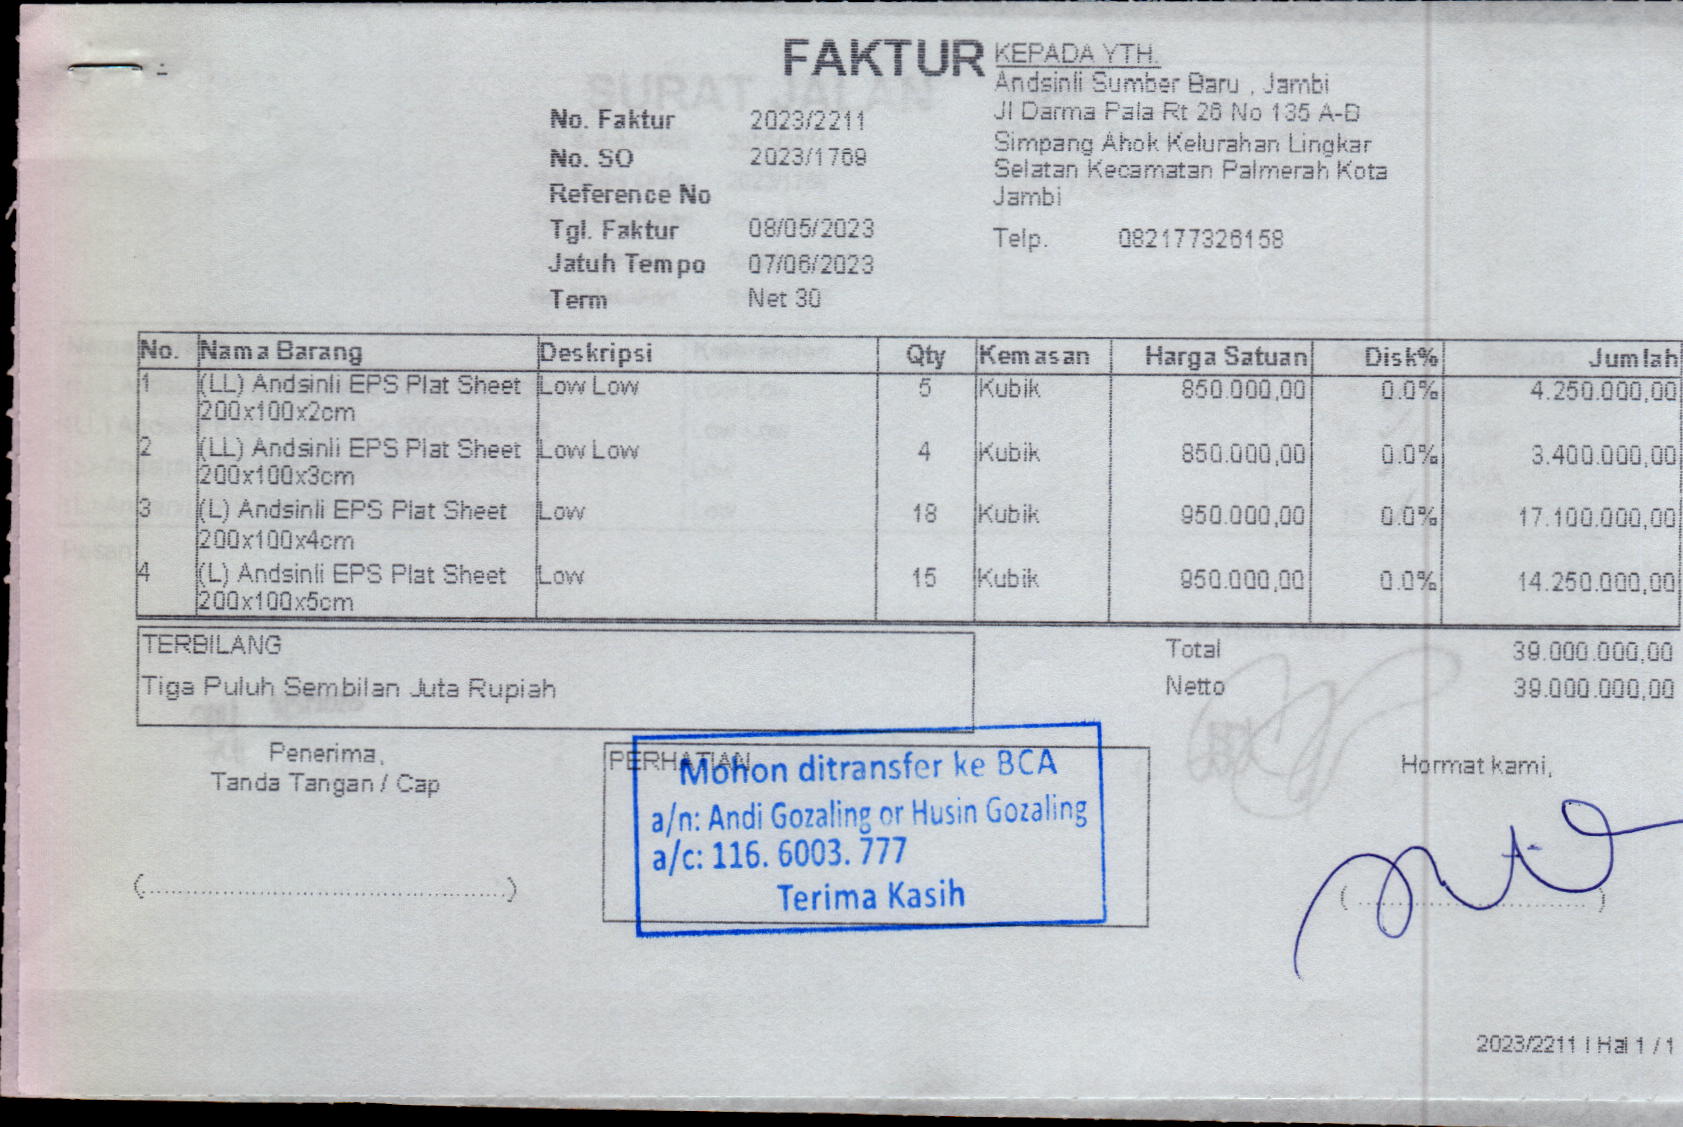 FAKTUR
No. Faktur 2023/2211
No. SO 2023/1769
Reference No
Tgl. Faktur 08/05/2023
Jatuh Tempo 07/06/2023
Term Net 30
KEPADA YTH.
Andsinli Sumber Baru , Jambi
Jl Darma Pala Rt 26 No 135 A-D
Simpang Ahok Kelurahan Lingkar
Selatan Kecamatan Palmerah Kota
Jambi
Telp. 082177326158
No. Nama Barang Deskripsi Qty Kemasan Harga Satuan Disk% Jumlah
1 (LL) Andsinli EPS Plat Sheet Low Low 5 Kubik 850.000,00 0.0% 4.250.000,00
200x100x2cm
2 (LL) Andsinli EPS Plat Sheet Low Low 4 Kubik 850.000,00 0.0% 3.400.000,00
200x100x3cm
3 (L) Andsinli EPS Plat Sheet Low 18 Kubik 950.000,00 0.0% 17.100.000,00
200x100x4cm
4 (L) Andsinli EPS Plat Sheet Low 15 Kubik 950.000,00 0.0% 14.250.000,00
200x100x5cm
TERBILANG
Tiga Puluh Sembilan Juta Rupiah
Total 39.000.000,00
Netto 39.000.000,00
Penerima,
Tanda Tangan / Cap
(..........)
PERHATIAN
Mohon ditransfer ke BCA
a/n: Andi Gozaling or Husin Gozaling
a/c: 116. 6003. 777
Terima Kasih
Hormat kami,
(..........)
2023/2211 | Hal 1 / 1